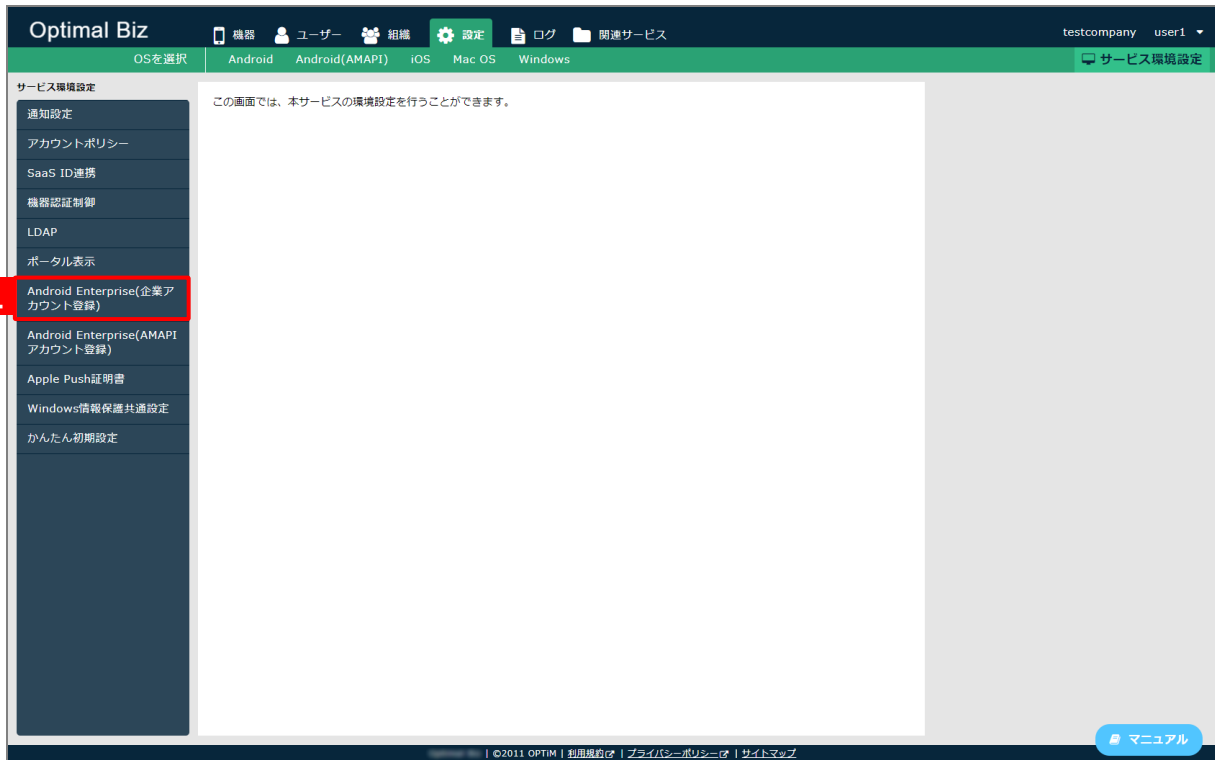 Optimal Biz
機器 ユーザー 組織 設定 ログ 関連サービス
testcompany user1
OSを選択 Android Android(AMAPI) iOS Mac OS Windows
サービス環境設定
サービス環境設定
この画面では、本サービスの環境設定を行うことができます。
通知設定
アカウントポリシー
SaaS ID連携
機器認証制御
LDAP
ポータル表示
Android Enterprise(企業ア
カウント登録)
Android Enterprise(AMAPI
アカウント登録)
Apple Push証明書
Windows情報保護共通設定
かんたん初期設定
マニュアル
| ©2011 OPTiM | 利用規約 | プライバシーポリシー | サイトマップ